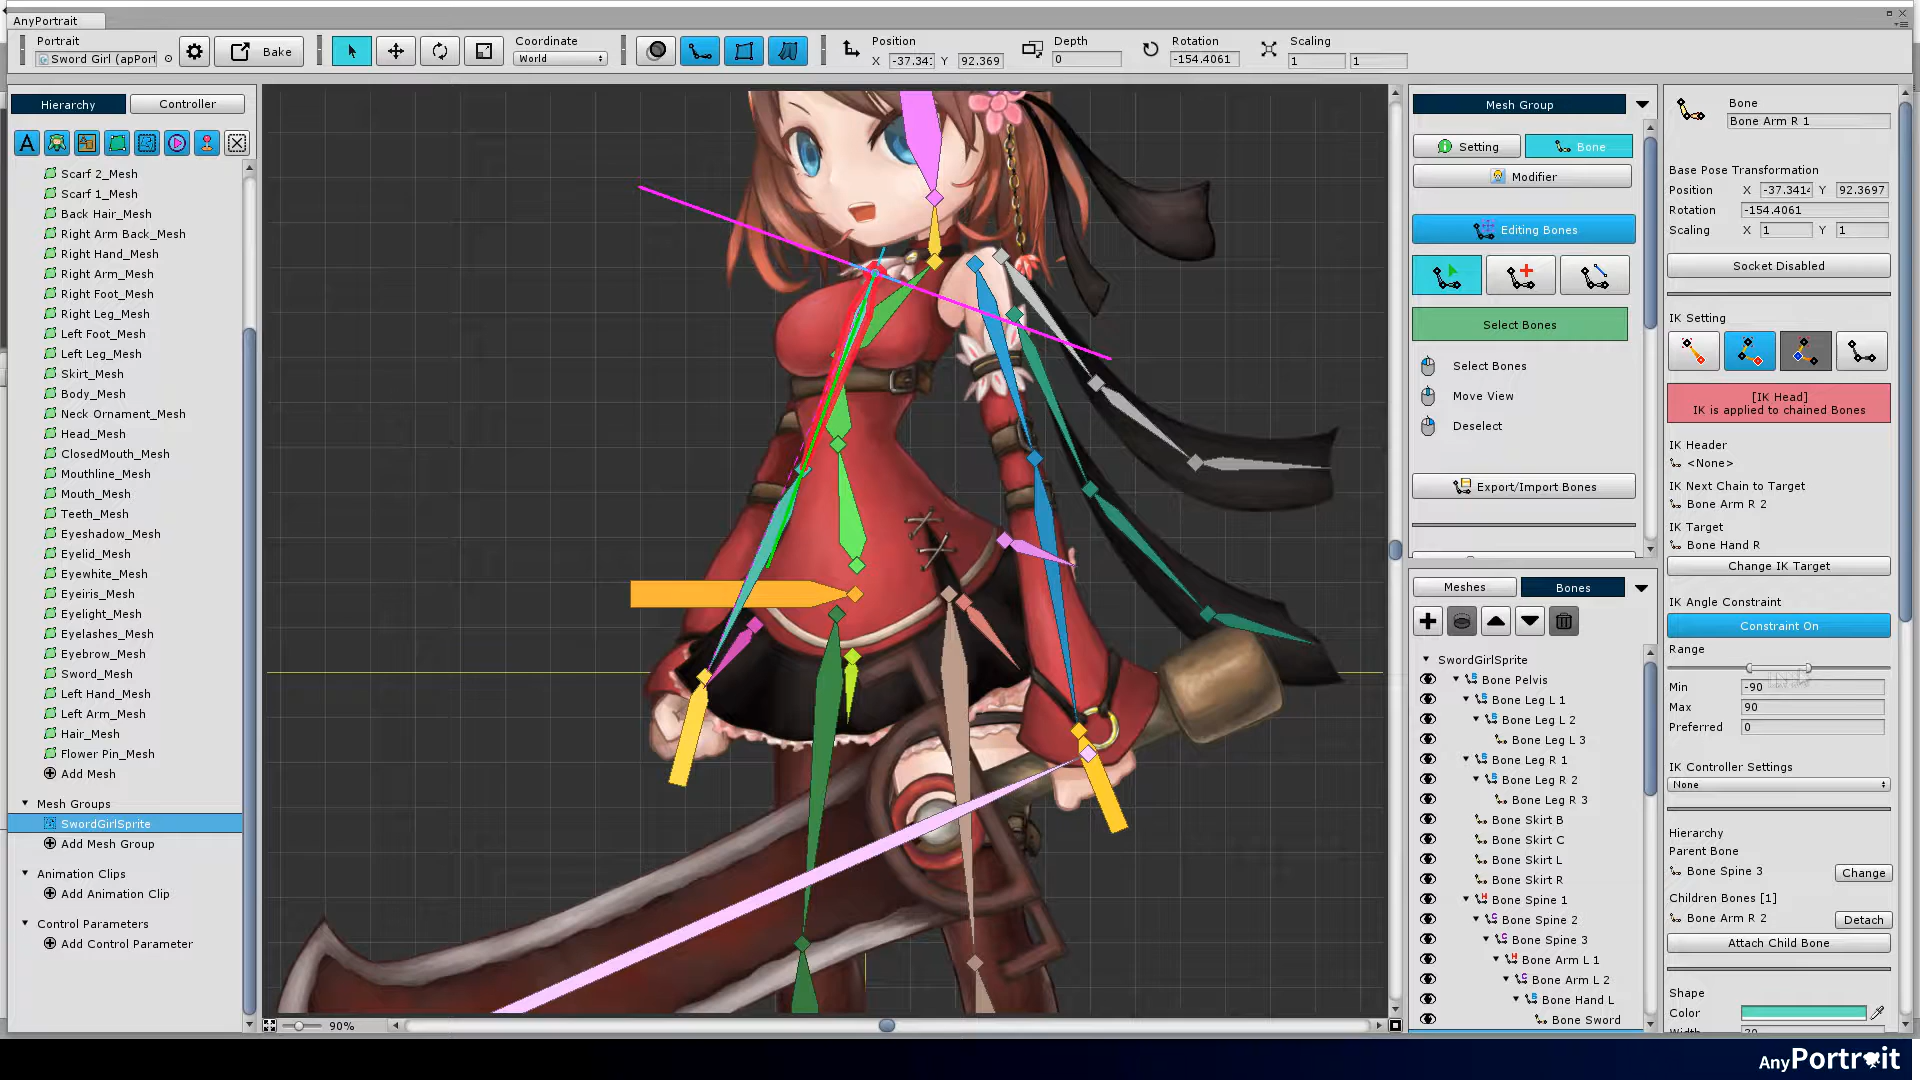 AnyPortrait
Portrait
Sword Girl (apPort
Bake
Coordinate
World
Position
X -37.341 Y 92.369
Depth
0
Rotation
-154.4061
Scaling
1 1
Hierarchy
Controller
A
Scarf 2_Mesh
Scarf 1_Mesh
Back Hair_Mesh
Right Arm Back_Mesh
Right Hand_Mesh
Right Arm_Mesh
Right Foot_Mesh
Right Leg_Mesh
Left Foot_Mesh
Left Leg_Mesh
Skirt_Mesh
Body_Mesh
Neck Ornament_Mesh
Head_Mesh
ClosedMouth_Mesh
Mouthline_Mesh
Mouth_Mesh
Teeth_Mesh
Eyeshadow_Mesh
Eyelid_Mesh
Eyewhite_Mesh
Eyeiris_Mesh
Eyelight_Mesh
Eyelashes_Mesh
Eyebrow_Mesh
Sword_Mesh
Left Hand_Mesh
Left Arm_Mesh
Hair_Mesh
Flower Pin_Mesh
Add Mesh
Mesh Groups
SwordGirlSprite
Add Mesh Group
Animation Clips
Add Animation Clip
Control Parameters
Add Control Parameter
90%
Mesh Group
Setting
Bone
Modifier
Editing Bones
Select Bones
Select Bones
Move View
Deselect
Export/Import Bones
Meshes
Bones
SwordGirlSprite
Bone Pelvis
Bone Leg L 1
Bone Leg L 2
Bone Leg L 3
Bone Leg R 1
Bone Leg R 2
Bone Leg R 3
Bone Skirt B
Bone Skirt C
Bone Skirt L
Bone Skirt R
Bone Spine 1
Bone Spine 2
Bone Spine 3
Bone Arm L 1
Bone Arm L 2
Bone Hand L
Bone Sword
Bone
Bone Arm R 1
Base Pose Transformation
Position X -37.341 Y 92.3697
Rotation -154.4061
Scaling X 1 Y 1
Socket Disabled
IK Setting
[IK Head]
IK is applied to chained Bones
IK Header
<None>
IK Next Chain to Target
Bone Arm R 2
IK Target
Bone Hand R
Change IK Target
IK Angle Constraint
Constraint On
Range
Min -90
Max 90
Preferred 0
IK Controller Settings
None
Hierarchy
Parent Bone
Bone Spine 3 Change
Children Bones [1]
Bone Arm R 2 Detach
Attach Child Bone
Shape
Color
AnyPortrait